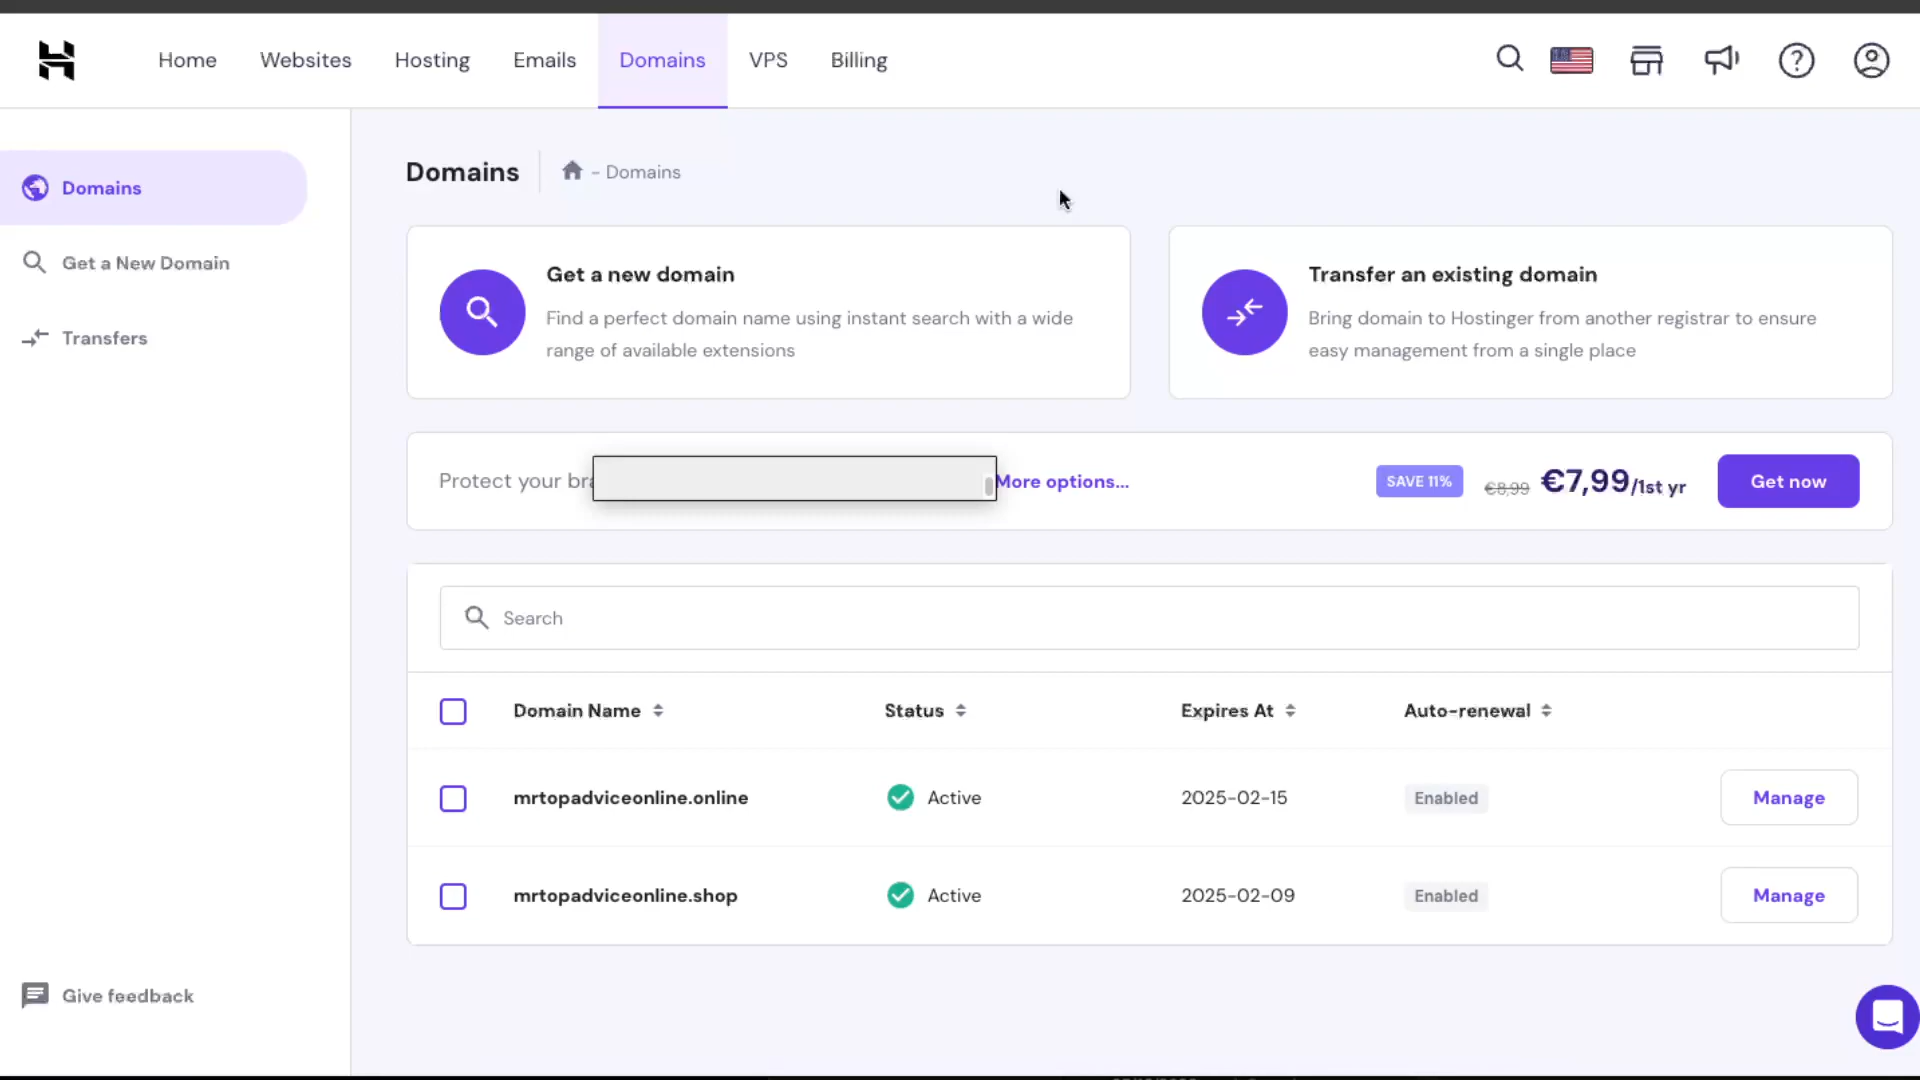 Home Websites Hosting Emails Domains VPS Billing
Domains
Get a New Domain
Transfers
Give feedback
Domains – Domains
Get a new domain
Find a perfect domain name using instant search with a wide
range of available extensions
Transfer an existing domain
Bring domain to Hostinger from another registrar to ensure
easy management from a single place
Protect your More options... SAVE 11% €8,99 €7,99/1st yr Get now
Search
Domain Name Status Expires At Auto-renewal
mrtopadviceonline.online Active 2025-02-15 Enabled Manage
mrtopadviceonline.shop Active 2025-02-09 Enabled Manage